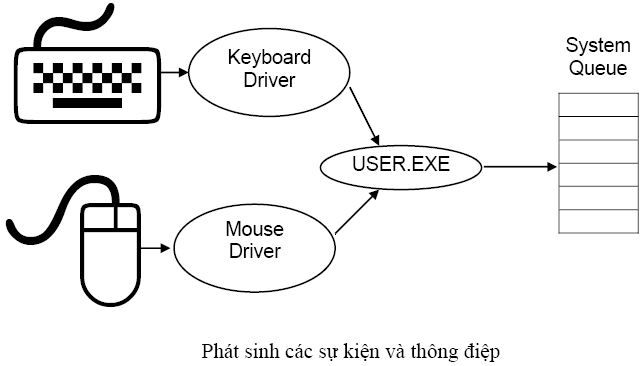 Keyboard
Driver
System
Queue
USER.EXE
Mouse
Driver
Phát sinh các sự kiện và thông điệp